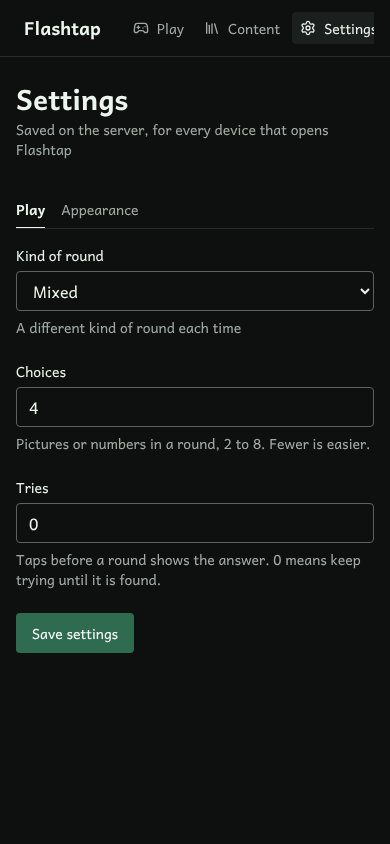 Flashtap
Play
Content
Settings
Settings
Saved on the server, for every device that opens
Flashtap
Play
Appearance
Kind of round
Mixed
A different kind of round each time
Choices
4
Pictures or numbers in a round, 2 to 8. Fewer is easier.
Tries
0
Taps before a round shows the answer. 0 means keep
trying until it is found.
Save settings